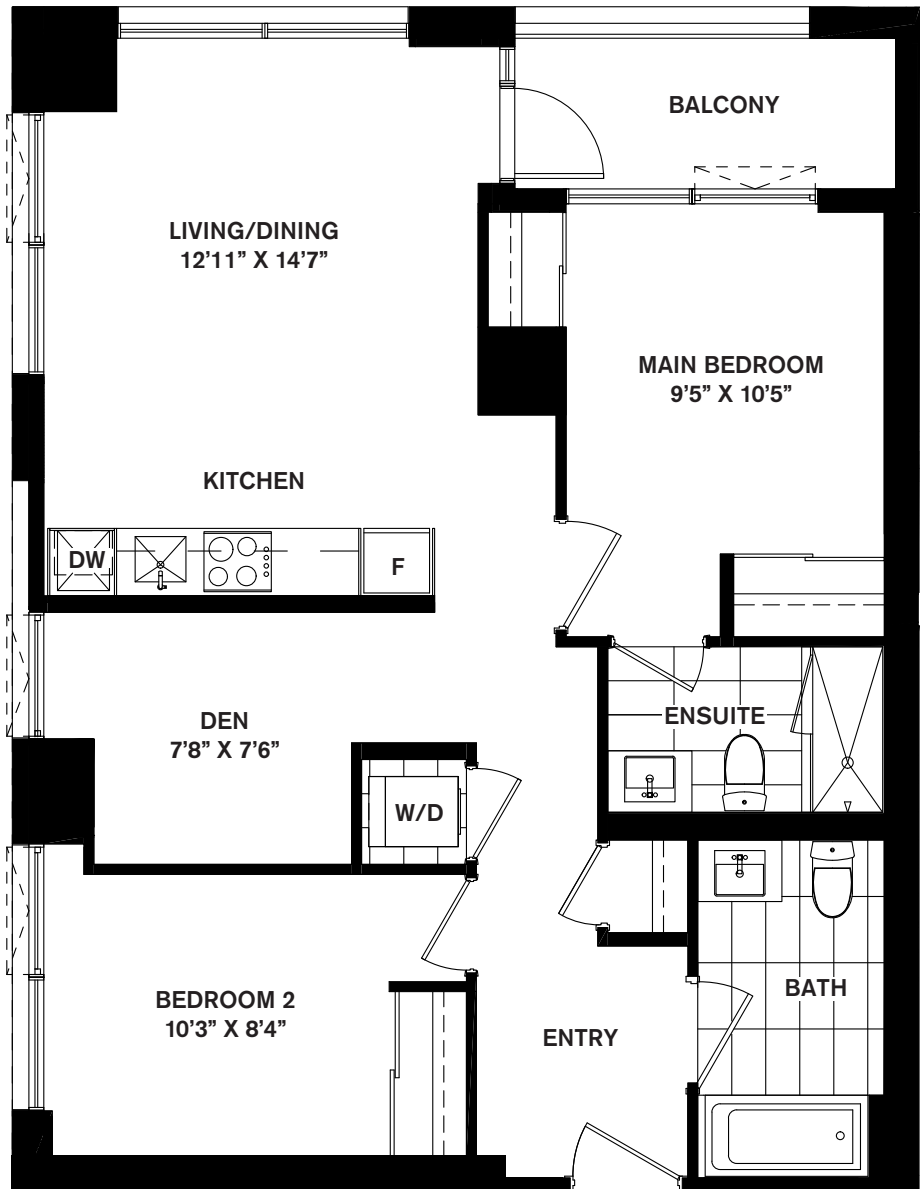 BALCONY
LIVING/DINING
12’11” X 14’7”
MAIN BEDROOM
9’5” X 10’5”
KITCHEN
DW
F
DEN
7’8” X 7’6”
ENSUITE
W/D
BEDROOM 2
10’3” X 8’4”
BATH
ENTRY